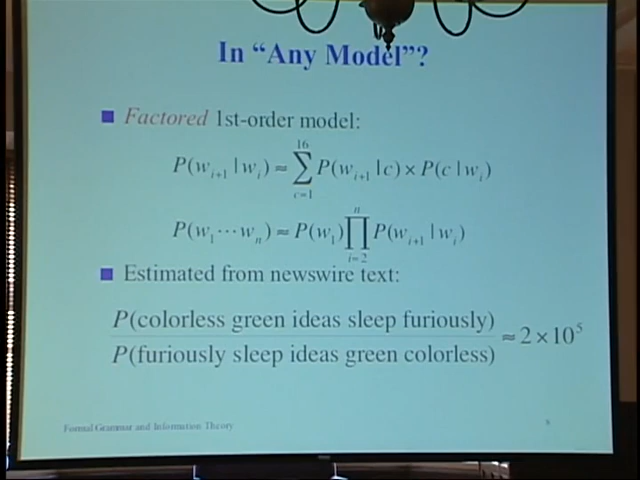 In “Any Model”?
■ Factored 1st-order model:
P(w_{i+1} | w_i) ≈ \sum_{c=1}^{16} P(w_{i+1} | c) × P(c | w_i)
P(w_1 ⋯ w_n) ≈ P(w_1) \prod_{i=2}^{n} P(w_{i+1} | w_i)
■ Estimated from newswire text:
P(colorless green ideas sleep furiously)
≈ 2 × 10^5
P(furiously sleep ideas green colorless)
Formal Grammar and Information Theory